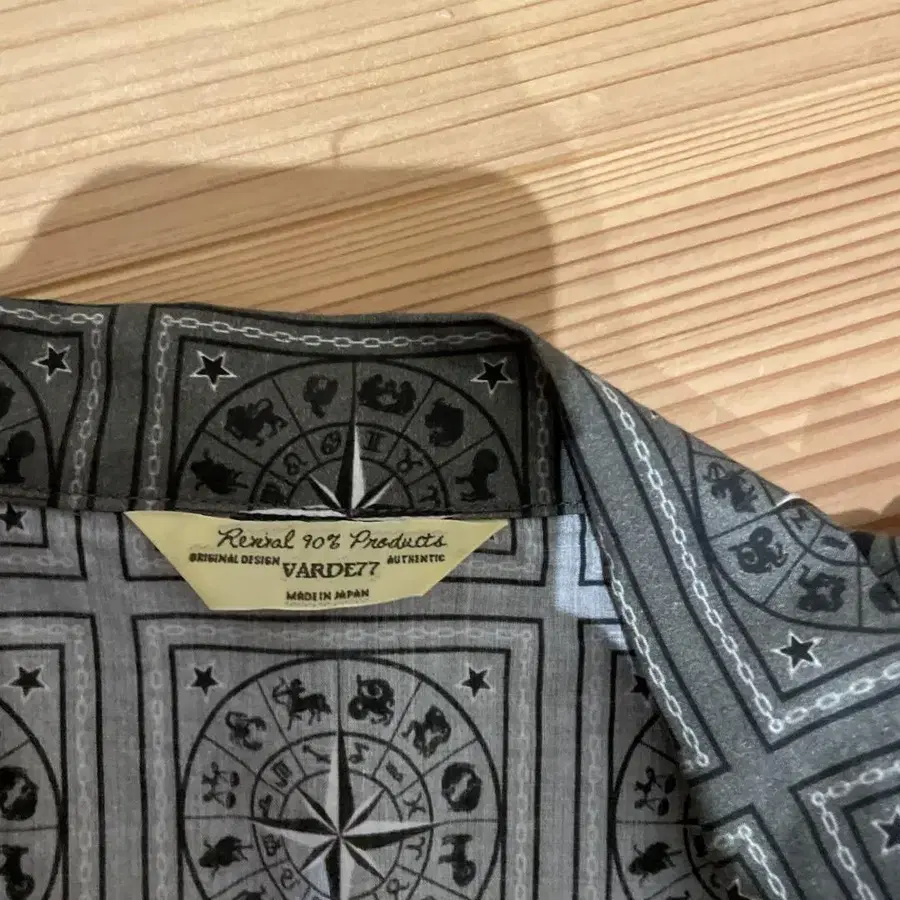 Revival 90% Products
ORIGINAL DESIGN VARDE77 AUTHENTIC
MADE IN JAPAN